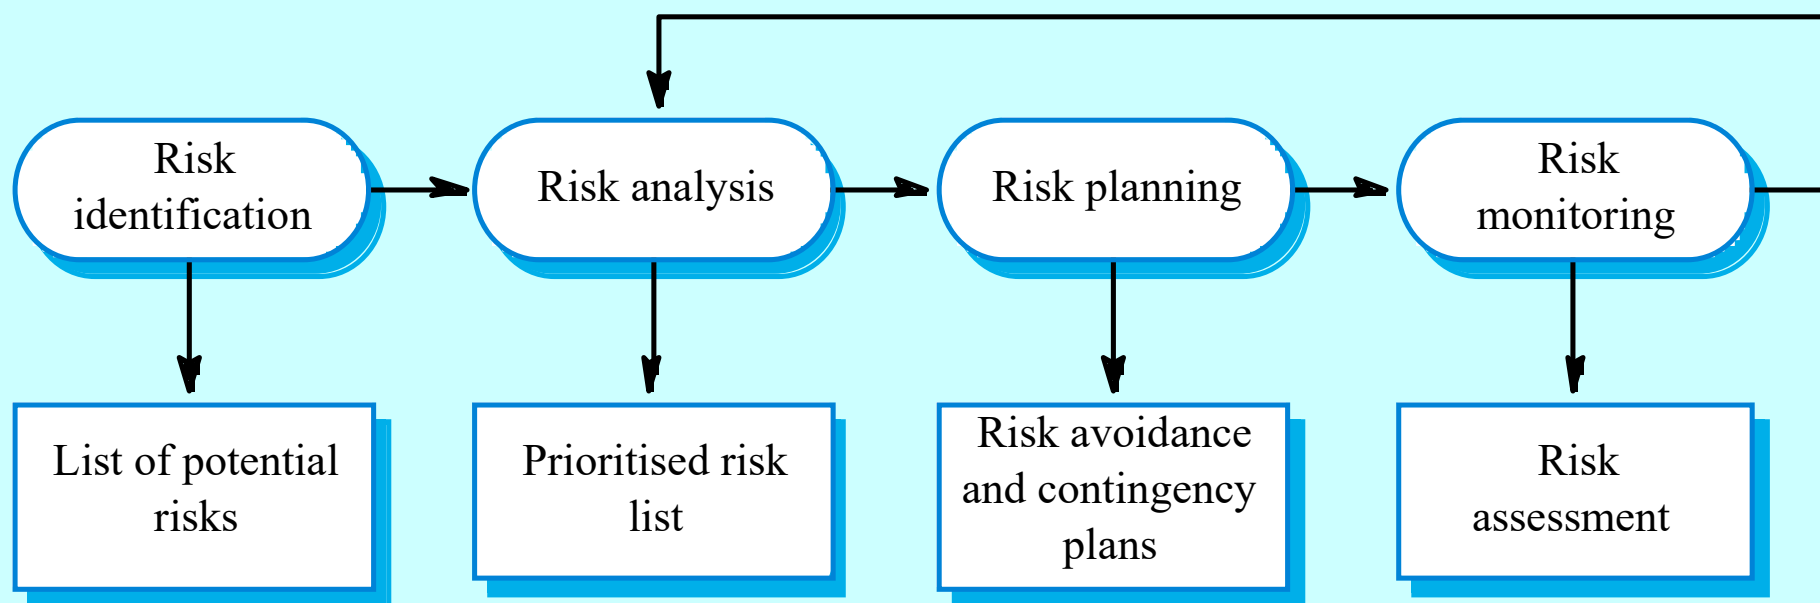 Risk
identification
Risk analysis
Risk planning
Risk
monitoring
List of potential
risks
Prioritised risk
list
Risk avoidance
and contingency
plans
Risk
assessment